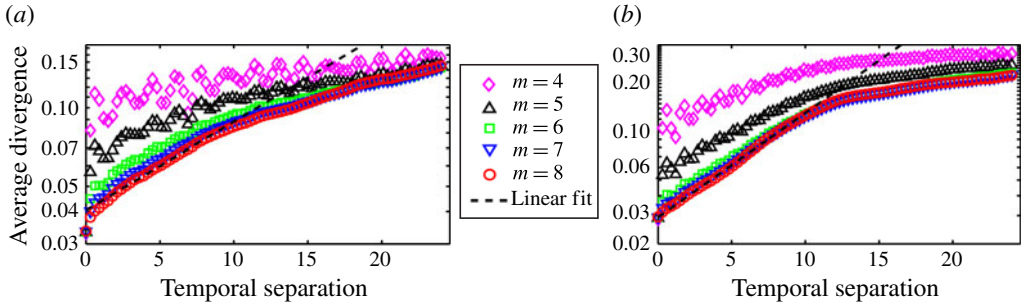 (a)
(b)
Average divergence
0.15
0.10
0.07
0.05
0.04
0.03
0 5 10 15 20
Temporal separation
m = 4
m = 5
m = 6
m = 7
m = 8
Linear fit
0.30
0.20
0.10
0.06
0.03
0.02
0 5 10 15 20
Temporal separation